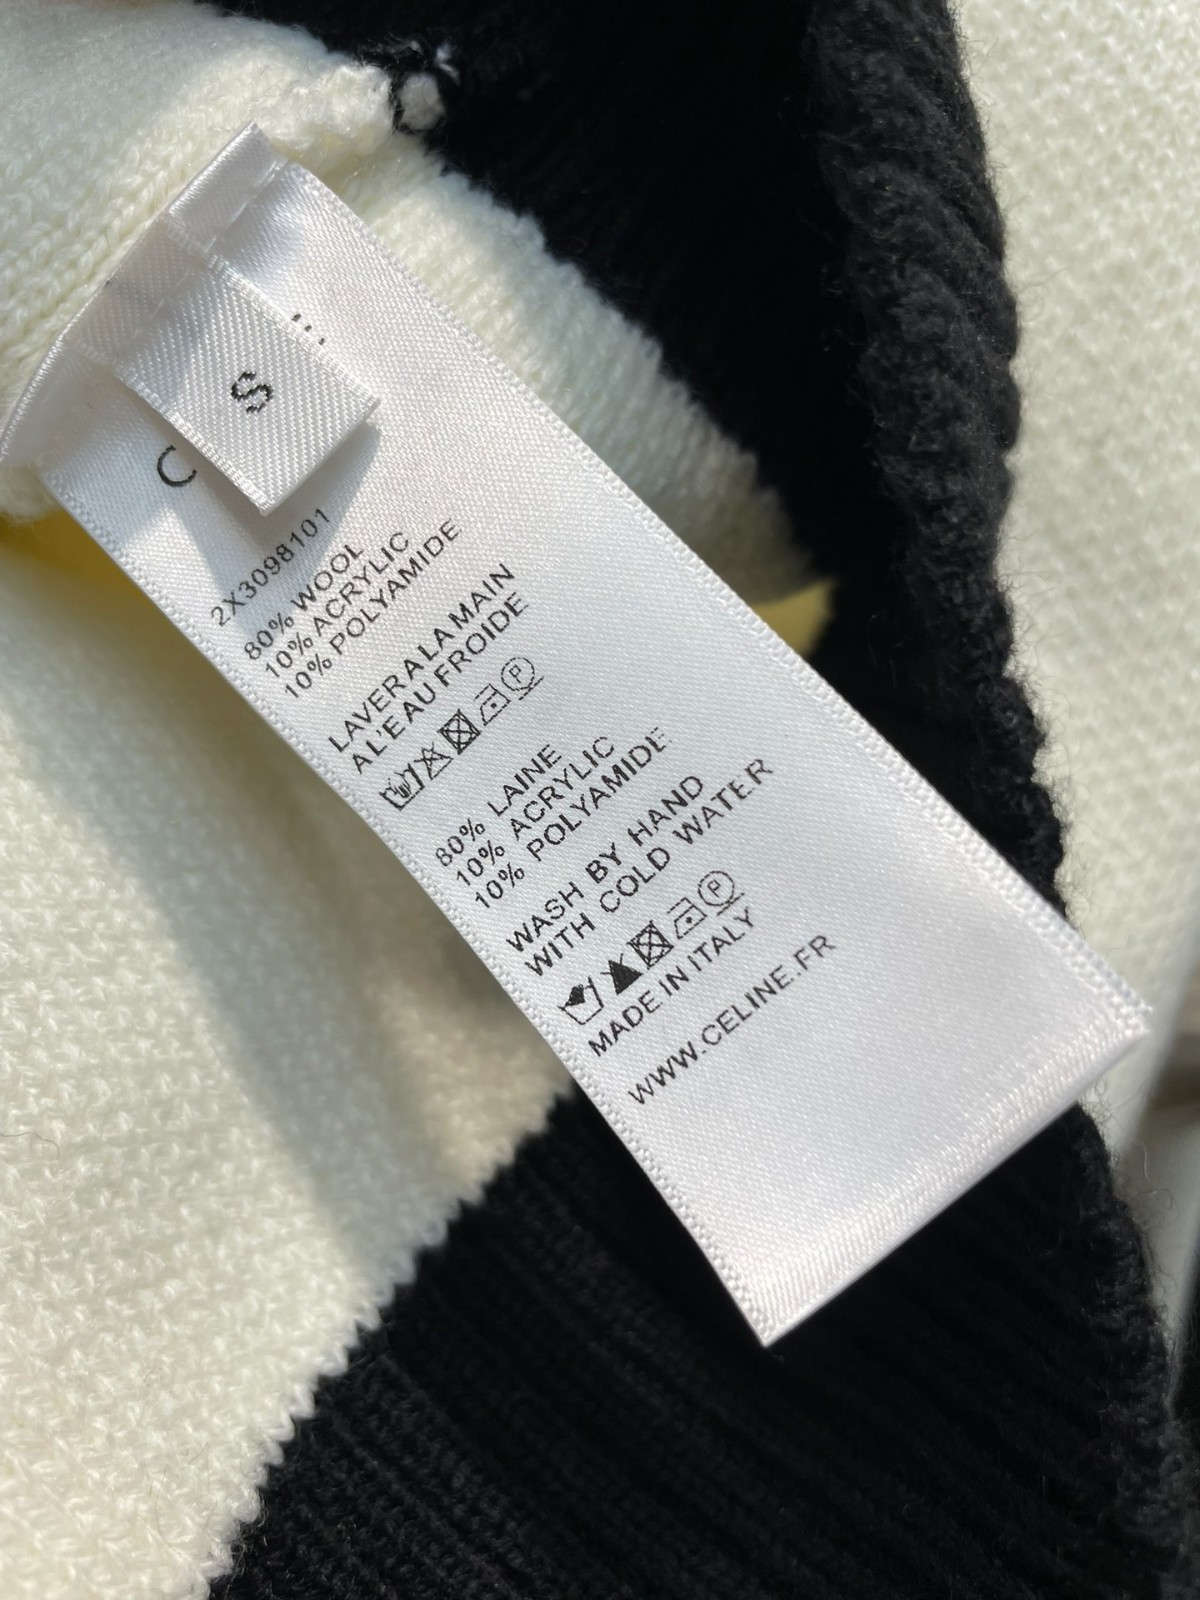 S
C
2X3098101
80% WOOL
10% ACRYLIC
10% POLYAMIDE
LAVER A LA MAIN
A L'EAU FROIDE
P
80% LAINE
10% ACRYLIC
10% POLYAMIDE
WASH BY HAND
WITH COLD WATER
P
MADE IN ITALY
WWW.CELINE.FR